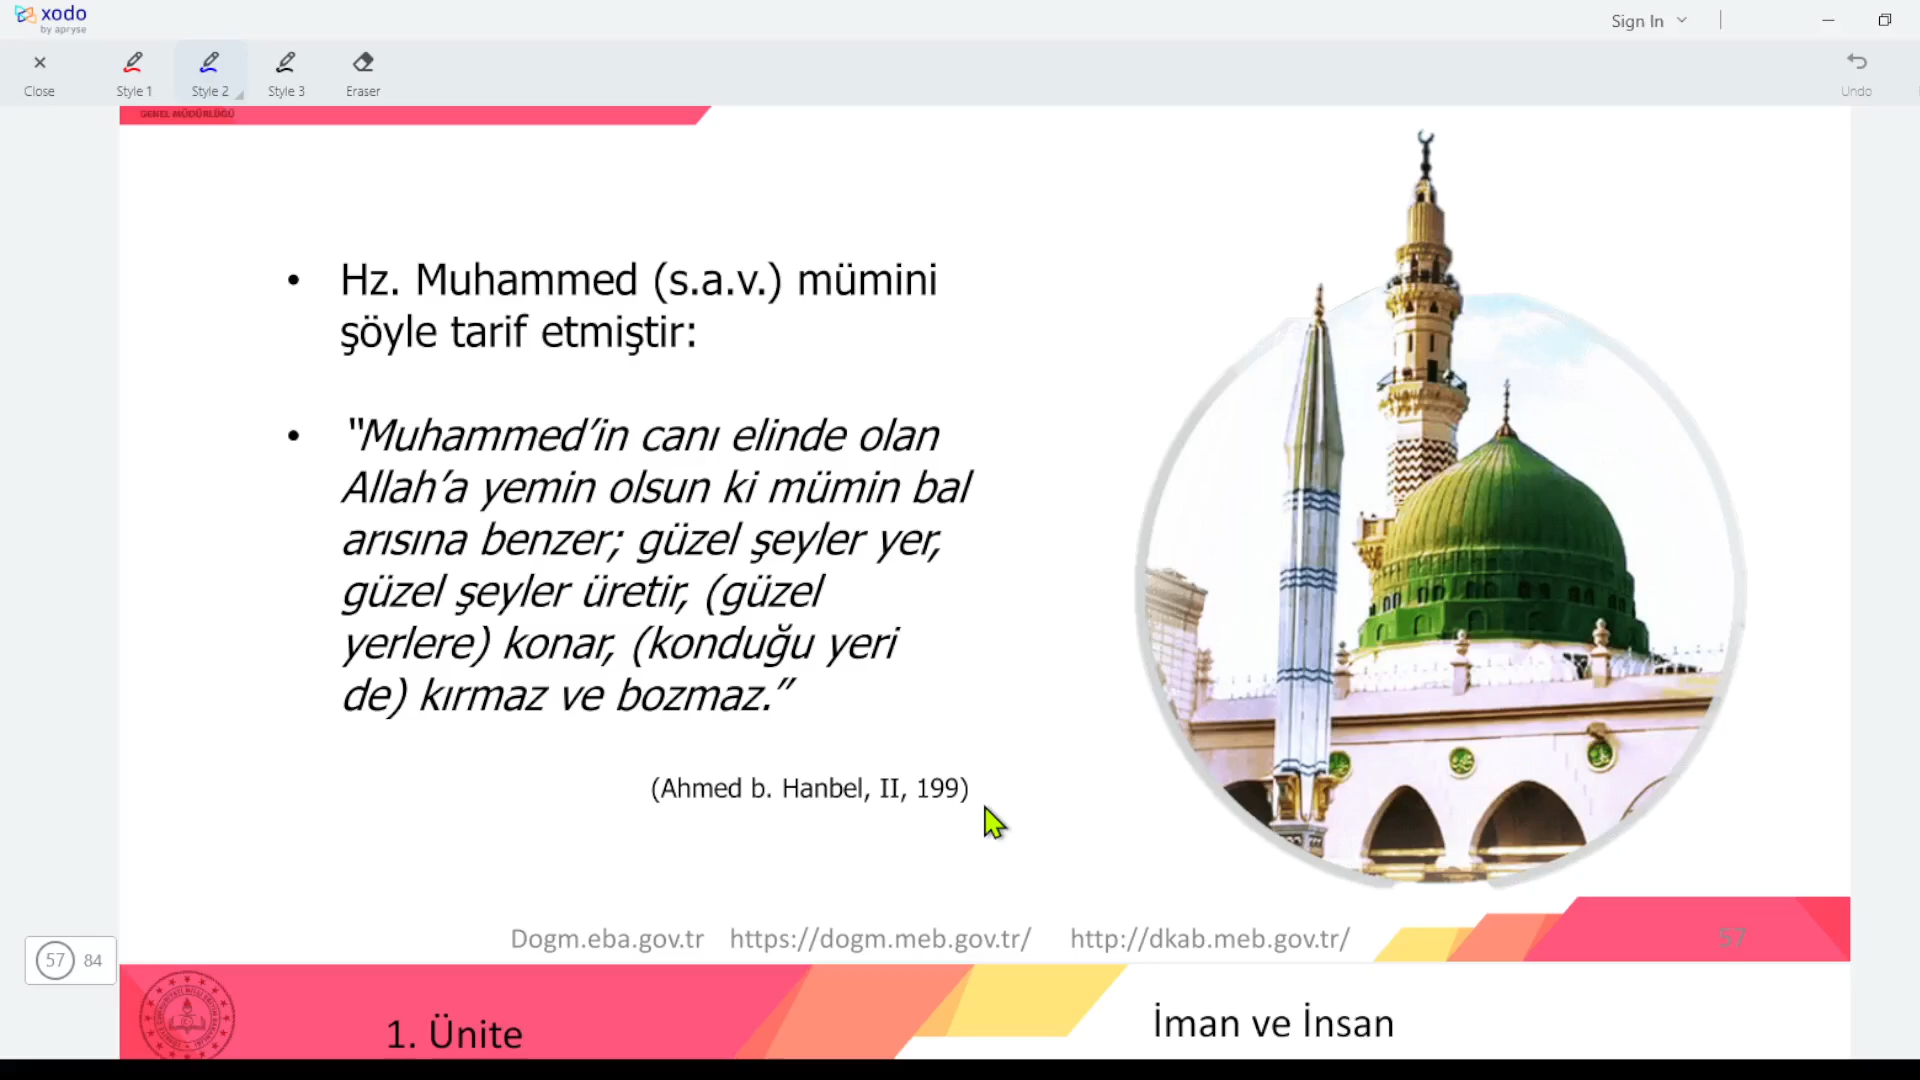 xodo
by apryse
Sign In
Close
Style 1
Style 2
Style 3
Eraser
Undo
GENEL MÜDÜRLÜĞÜ
• Hz. Muhammed (s.a.v.) mümini
şöyle tarif etmiştir:
• “Muhammed’in canı elinde olan
Allah’a yemin olsun ki mümin bal
arısına benzer; güzel şeyler yer,
güzel şeyler üretir, (güzel
yerlere) konar, (konduğu yeri
de) kırmaz ve bozmaz.”
(Ahmed b. Hanbel, II, 199)
Dogm.eba.gov.tr https://dogm.meb.gov.tr/ http://dkab.meb.gov.tr/
57
57 84
1. Ünite
İman ve İnsan